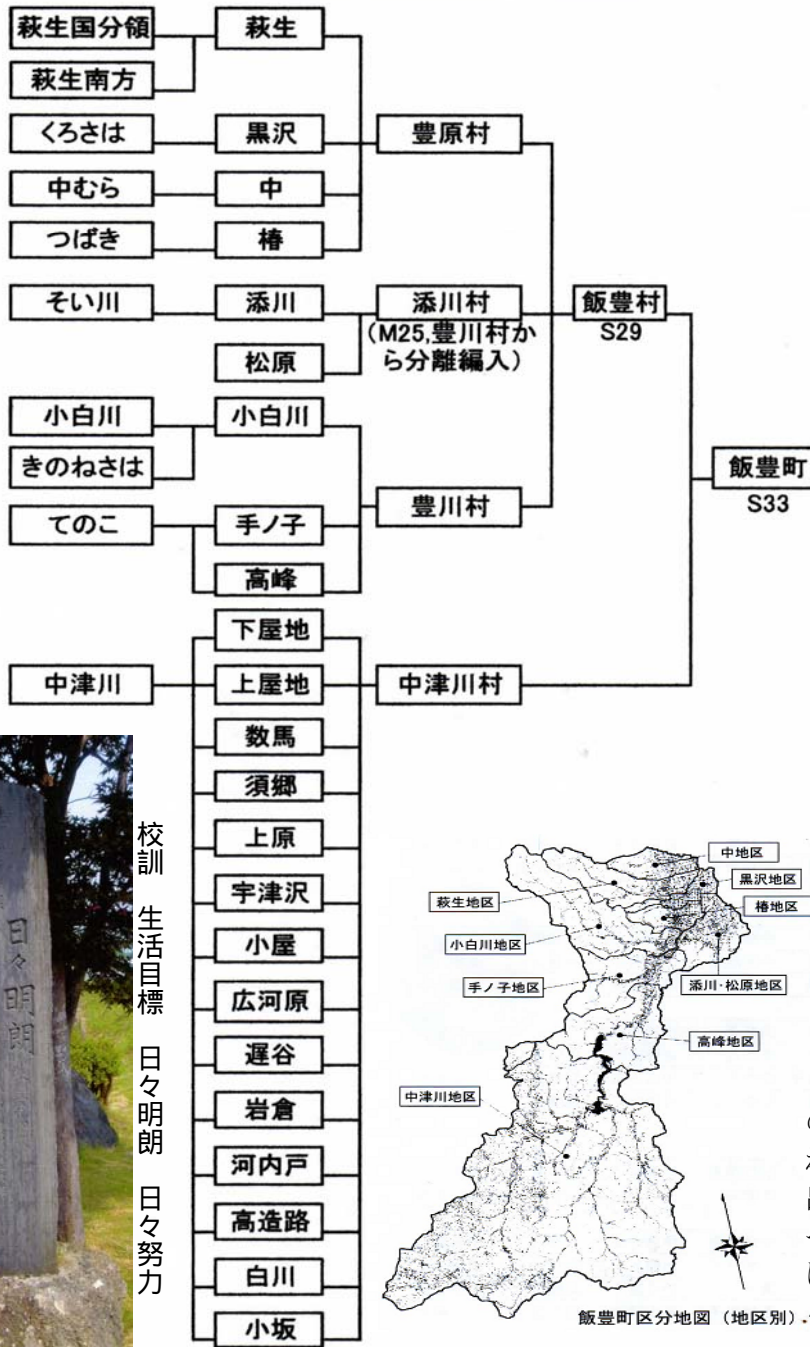 萩生国分領
萩生
萩生南方
くろさは
黒沢
豊原村
中むら
中
つばき
椿
そい川
添川
添川村
(M25,豊川村か
ら分離編入)
飯豊村
S29
松原
小白川
小白川
きのねさは
飯豊町
S33
豊川村
てのこ
手ノ子
高峰
下屋地
中津川
上屋地
中津川村
数馬
須郷
上原
宇津沢
小屋
広河原
遅谷
岩倉
河内戸
高造路
白川
小坂
日々明朗
校訓 生活目標 日々明朗 日々努力
中地区
黒沢地区
萩生地区
椿地区
小白川地区
手ノ子地区
添川・松原地区
高峰地区
中津川地区
飯豊町区分地図(地区別)